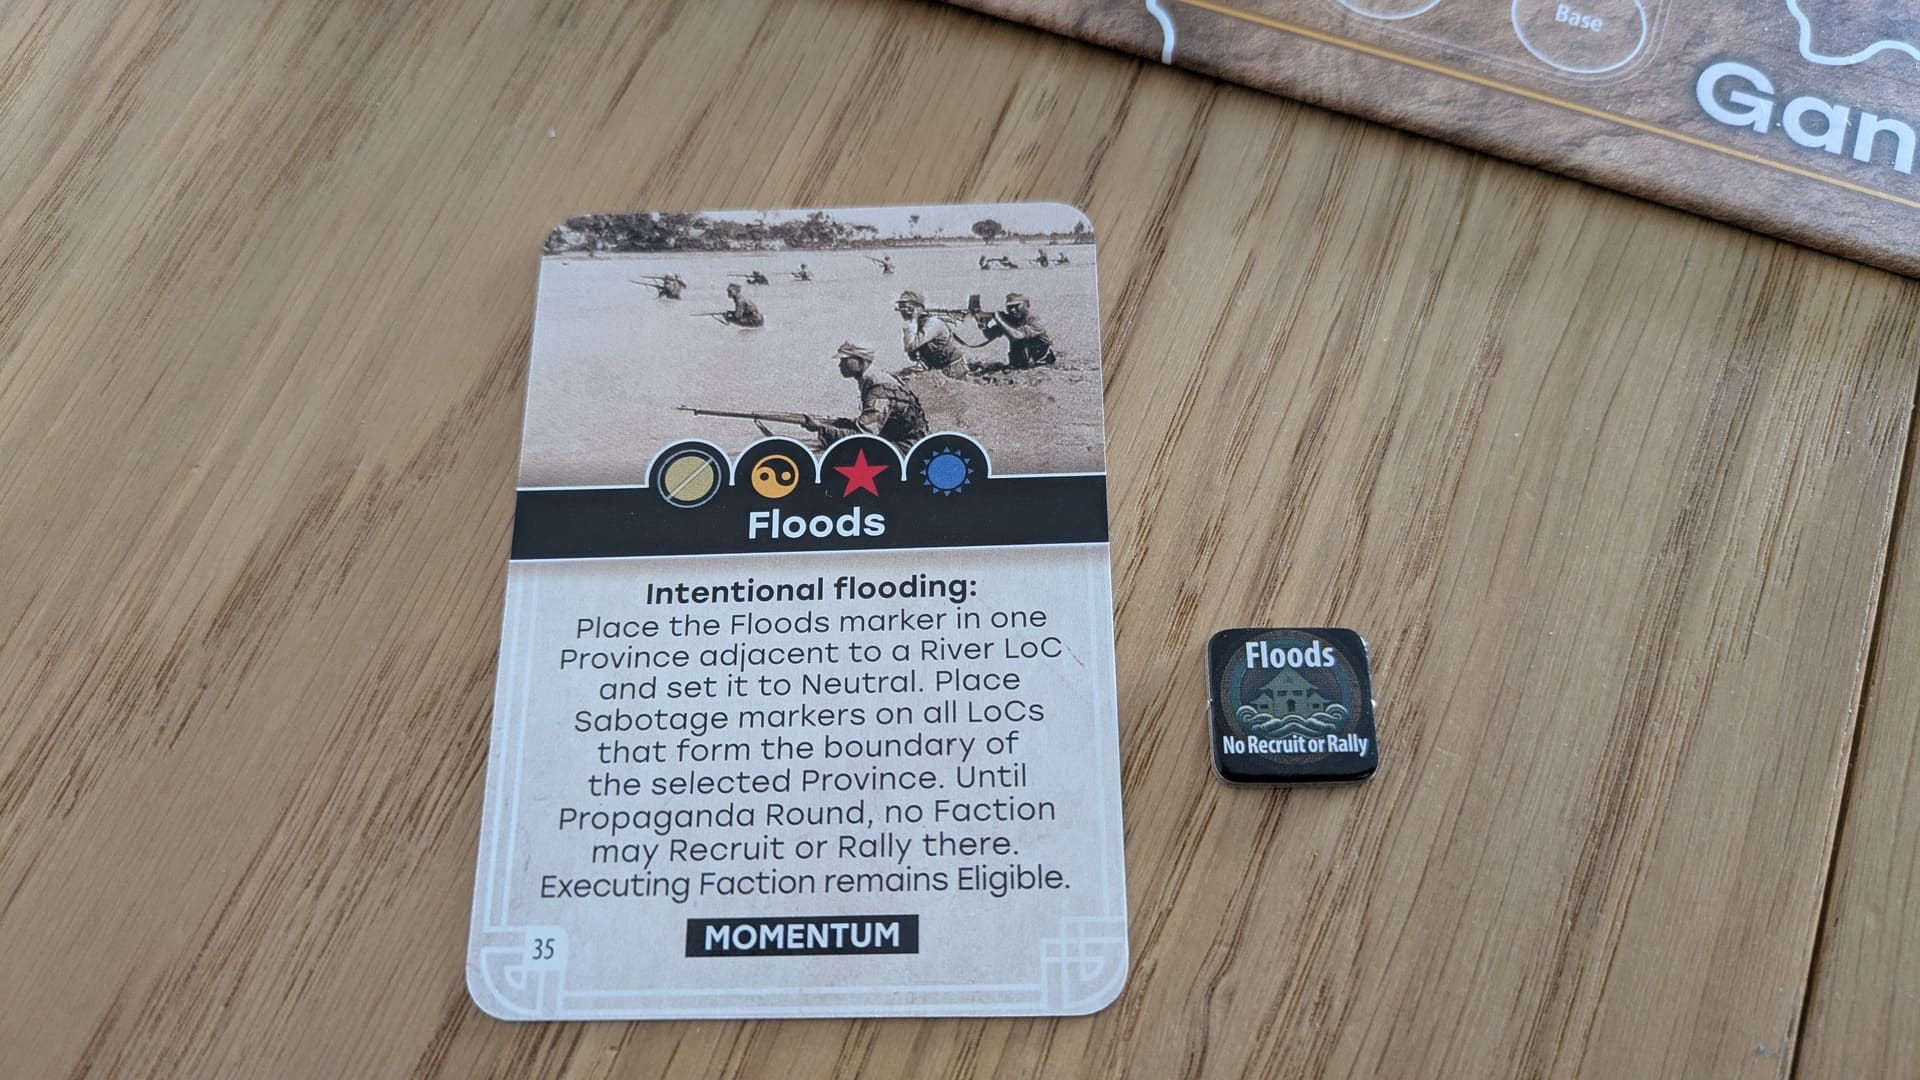 Base
Gan
Floods
Intentional flooding:
Place the Floods marker in one
Province adjacent to a River LoC
and set it to Neutral. Place
Sabotage markers on all LoCs
that form the boundary of
the selected Province. Until
Propaganda Round, no Faction
may Recruit or Rally there.
Executing Faction remains Eligible.
MOMENTUM
35
Floods
No Recruit or Rally